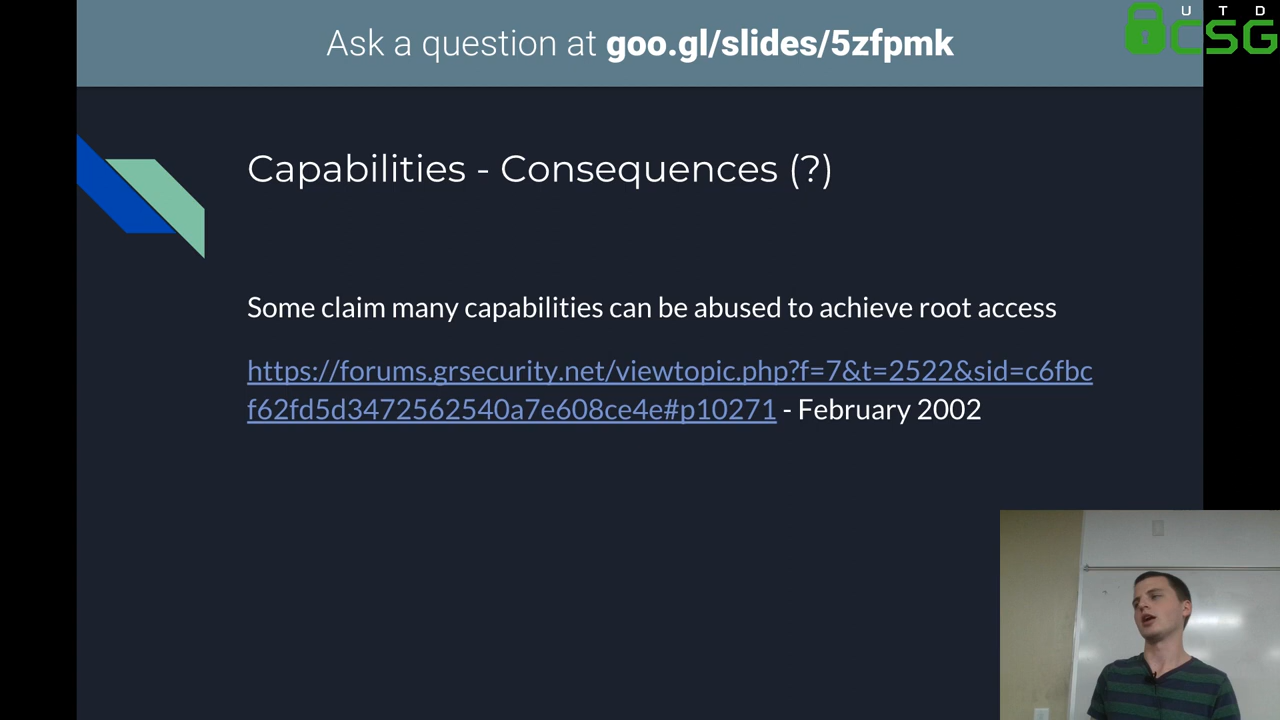 Ask a question at goo.gl/slides/5zfpmk
UTD
CSG
Capabilities - Consequences (?)
Some claim many capabilities can be abused to achieve root access
https://forums.grsecurity.net/viewtopic.php?f=7&t=2522&sid=c6fbc
f62fd5d3472562540a7e608ce4e#p10271 - February 2002